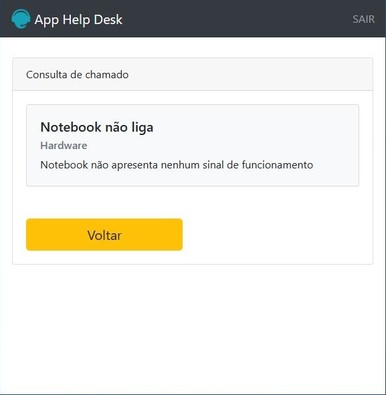 App Help Desk SAIR
Consulta de chamado
Notebook não liga
Hardware
Notebook não apresenta nenhum sinal de funcionamento
Voltar